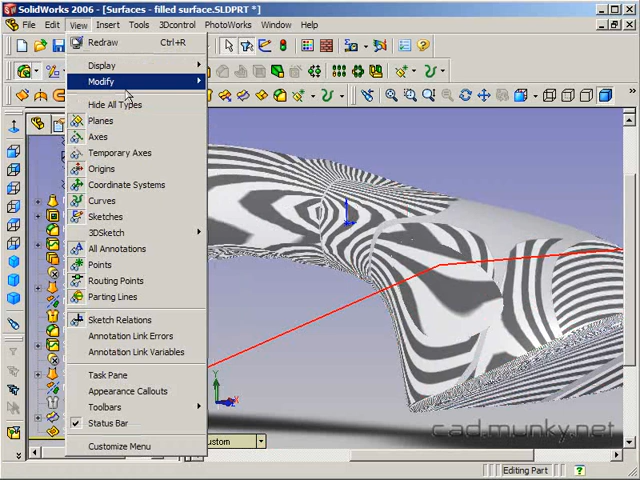 SolidWorks 2006 - [Surfaces - filled surface.SLDPRT *]
File Edit View Insert Tools 3Dcontrol PhotoWorks Window Help
Redraw Ctrl+R
Display
Modify
Hide All Types
Planes
Axes
Temporary Axes
Origins
Coordinate Systems
Curves
Sketches
3DSketch
All Annotations
Points
Routing Points
Parting Lines
Sketch Relations
Annotation Link Errors
Annotation Link Variables
Task Pane
Appearance Callouts
Toolbars
Status Bar
Customize Menu
Y
X
ustom
cad.munky.net
Editing Part